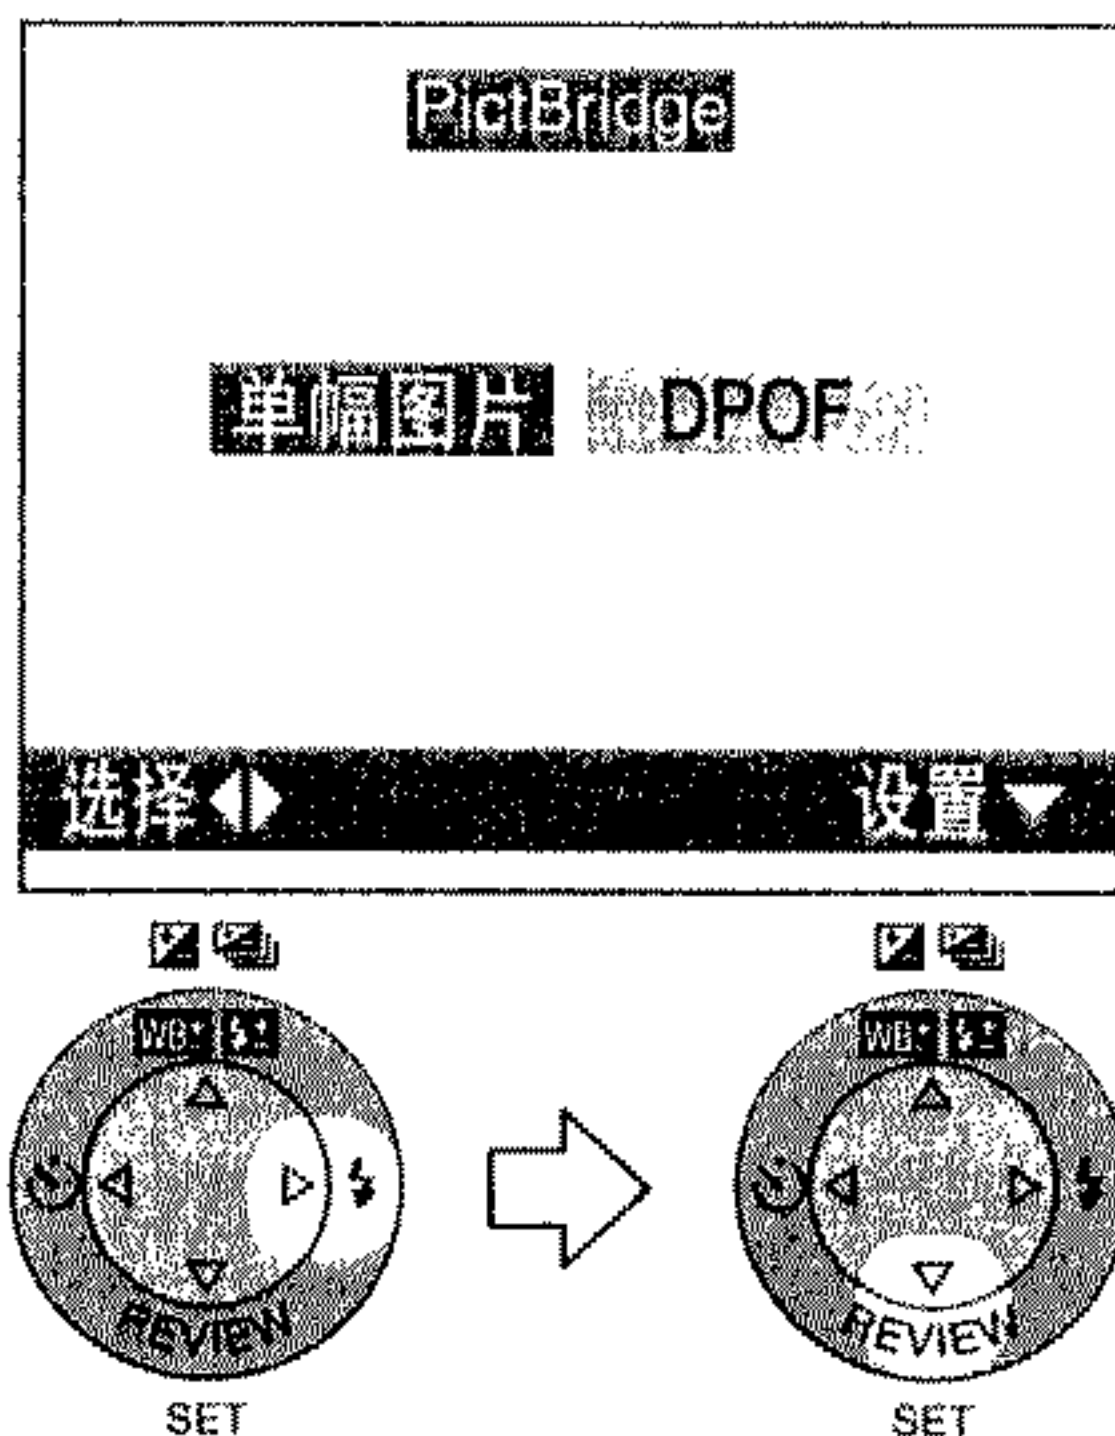 PictBridge
单幅图片 DPOF
选择 设置
WB± ±
WB± ±
REVIEW
REVIEW
SET
SET